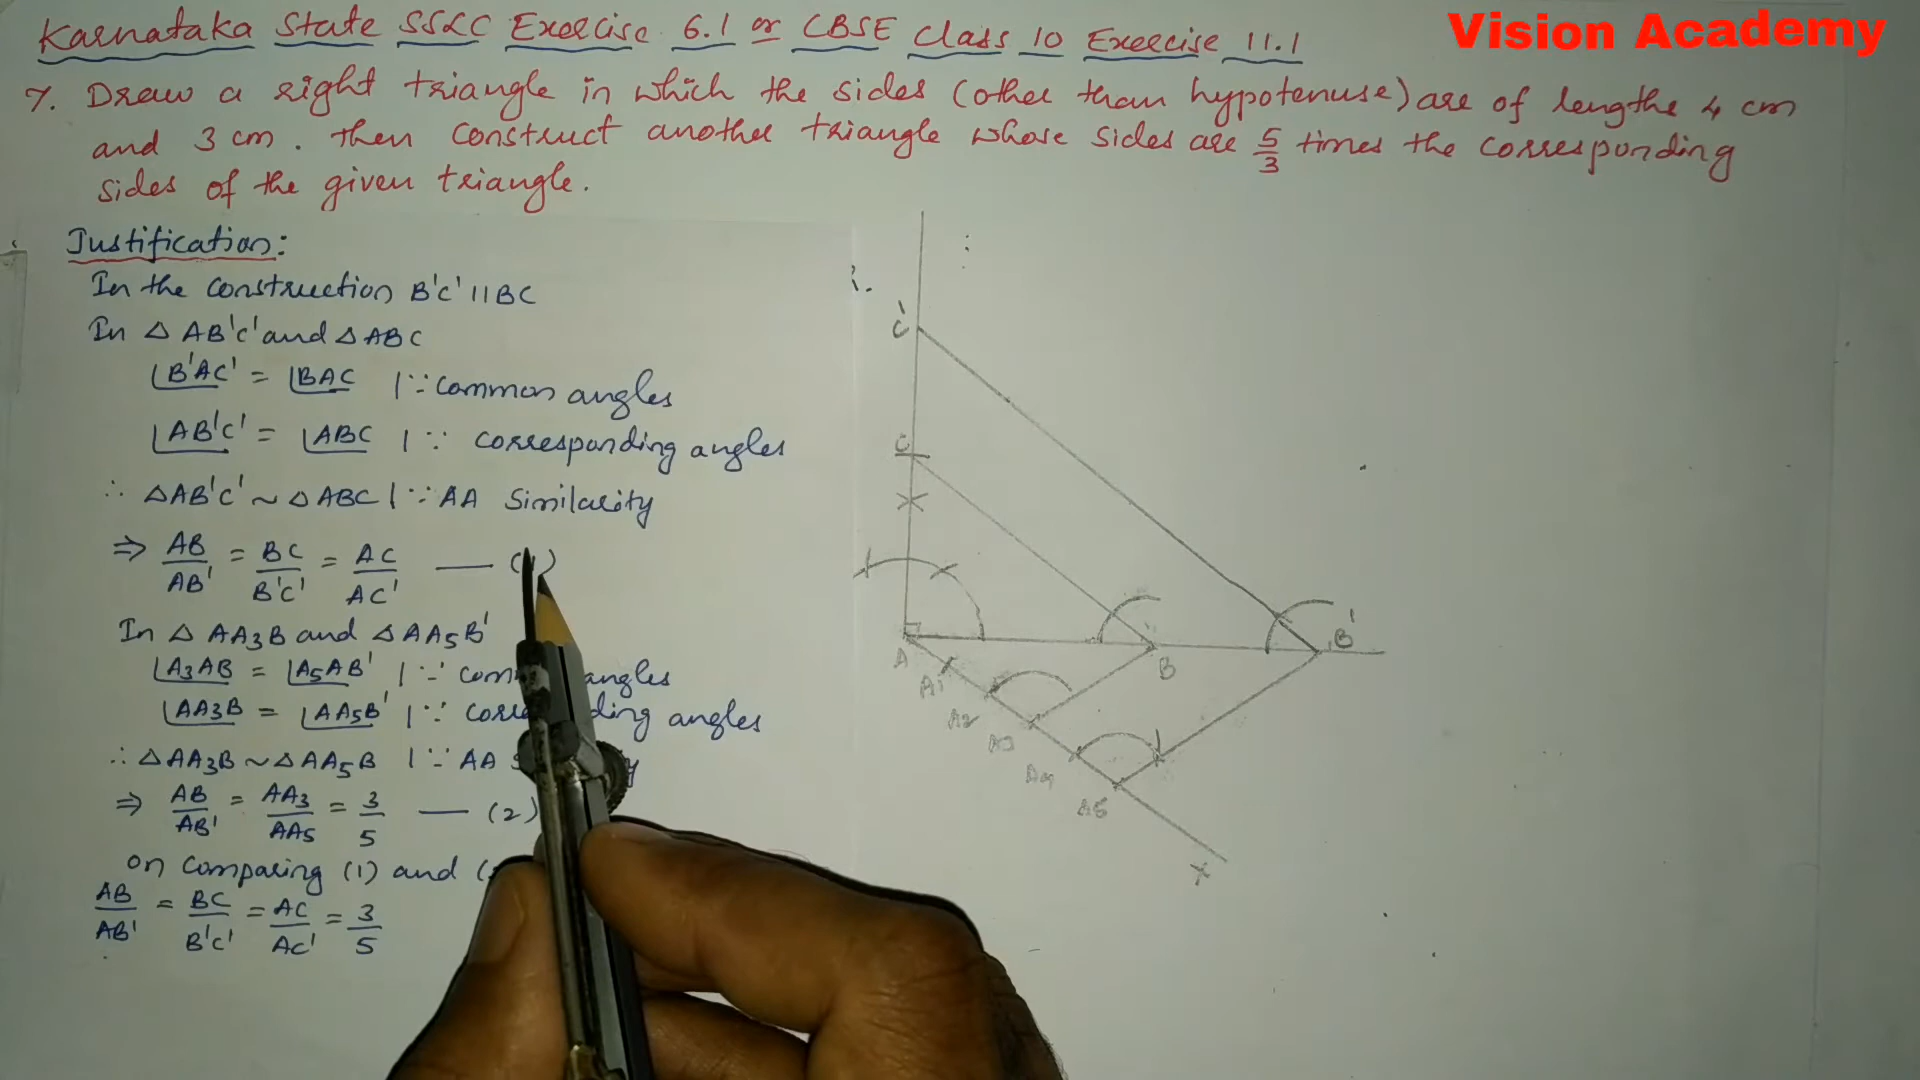 Karnataka State SSLC Exercise 6.1 or CBSE Class 10 Exercise 11.1
Vision Academy
7. Draw a right triangle in which the sides (other than hypotenuse) are of lengths 4 cm
and 3 cm. Then construct another triangle whose sides are 5/3 times the corresponding
sides of the given triangle.
Justification:
In the construction B'C' || BC
In △ AB'C' and △ ABC
∠B'AC' = ∠BAC | ∵ common angles
∠AB'C' = ∠ABC | ∵ corresponding angles
∴ △AB'C' ~ △ABC | ∵ AA Similarity
⇒ AB/AB' = BC/B'C' = AC/AC' —— (1)
In △ AA3B and △ AA5B'
∠A3AB = ∠A5AB' | ∵ angles
∠AA3B = ∠AA5B' | ∵ angles
∴ △AA3B ~ △AA5B | ∵ AA
⇒ AB/AB' = AA3/AA5 = 3/5 —— (2)
on comparing (1) and
AB/AB' = BC/B'C' = AC/AC' = 3/5
C'
C
A
B
B'
A1
A2
A3
A4
A5
X